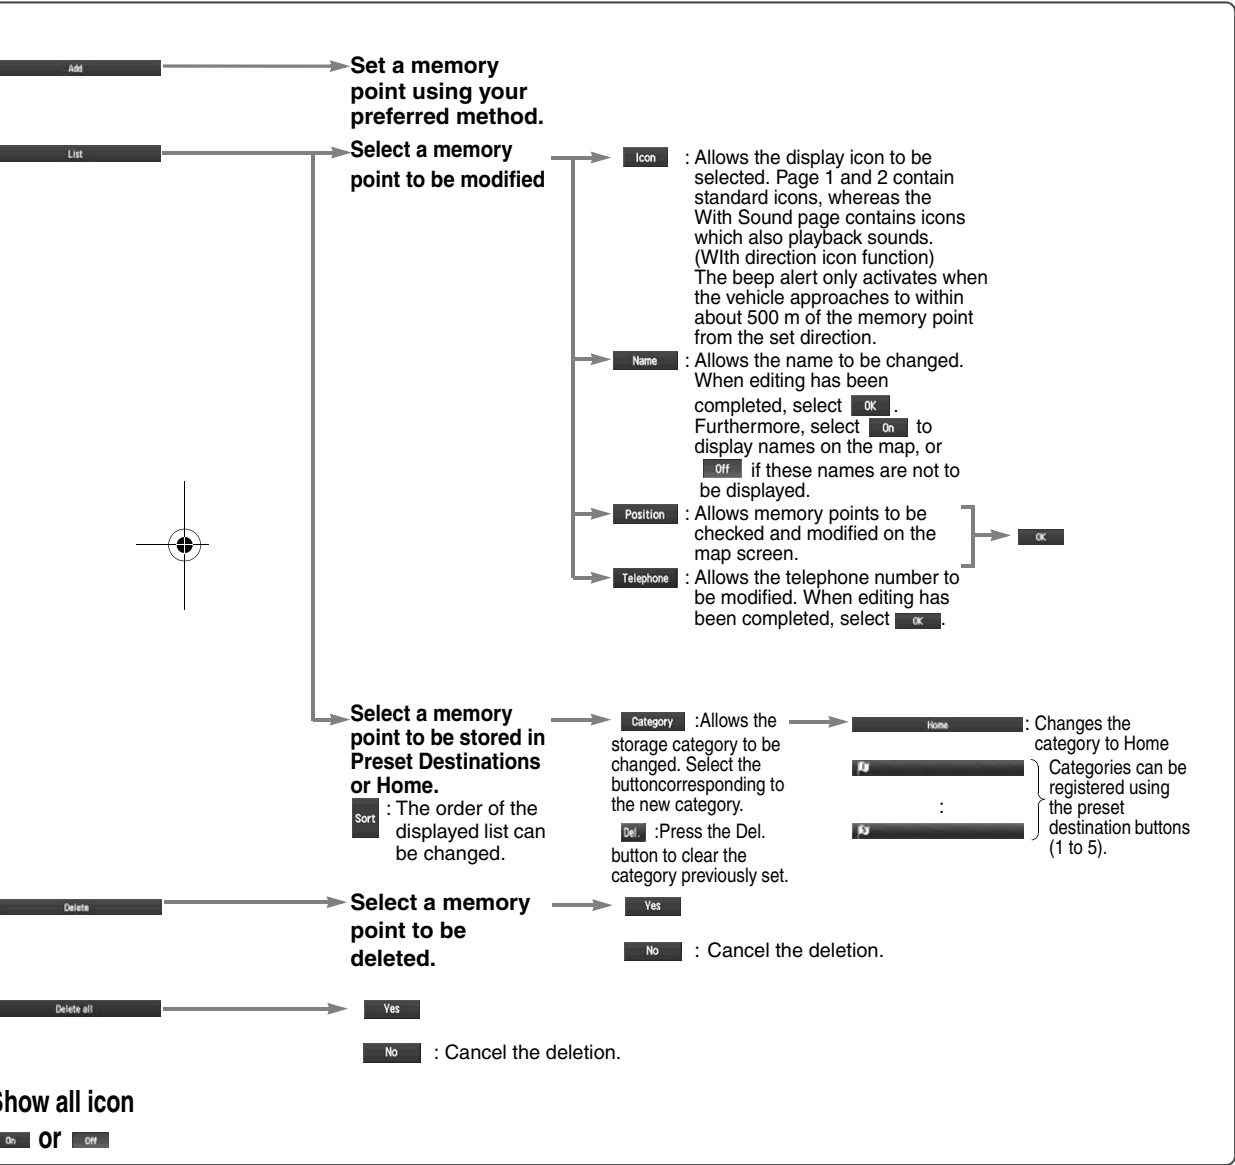 Add
Set a memory
point using your
preferred method.
List
Select a memory
point to be modified
Icon : Allows the display icon to be
selected. Page 1 and 2 contain
standard icons, whereas the
With Sound page contains icons
which also playback sounds.
(WIth direction icon function)
The beep alert only activates when
the vehicle approaches to within
about 500 m of the memory point
from the set direction.
Name : Allows the name to be changed.
When editing has been
completed, select OK .
Furthermore, select On to
display names on the map, or
Off if these names are not to
be displayed.
Position : Allows memory points to be
checked and modified on the
map screen.
OK
Telephone : Allows the telephone number to
be modified. When editing has
been completed, select OK .
Select a memory
point to be stored in
Preset Destinations
or Home.
Sort : The order of the
displayed list can
be changed.
Category :Allows the
storage category to be
changed. Select the
buttoncorresponding to
the new category.
Del. :Press the Del.
button to clear the
category previously set.
Home : Changes the
category to Home
:
Categories can be
registered using
the preset
destination buttons
(1 to 5).
Delete
Select a memory
point to be
deleted.
Yes
No : Cancel the deletion.
Delete all
Yes
No : Cancel the deletion.
Show all icon
On or Off